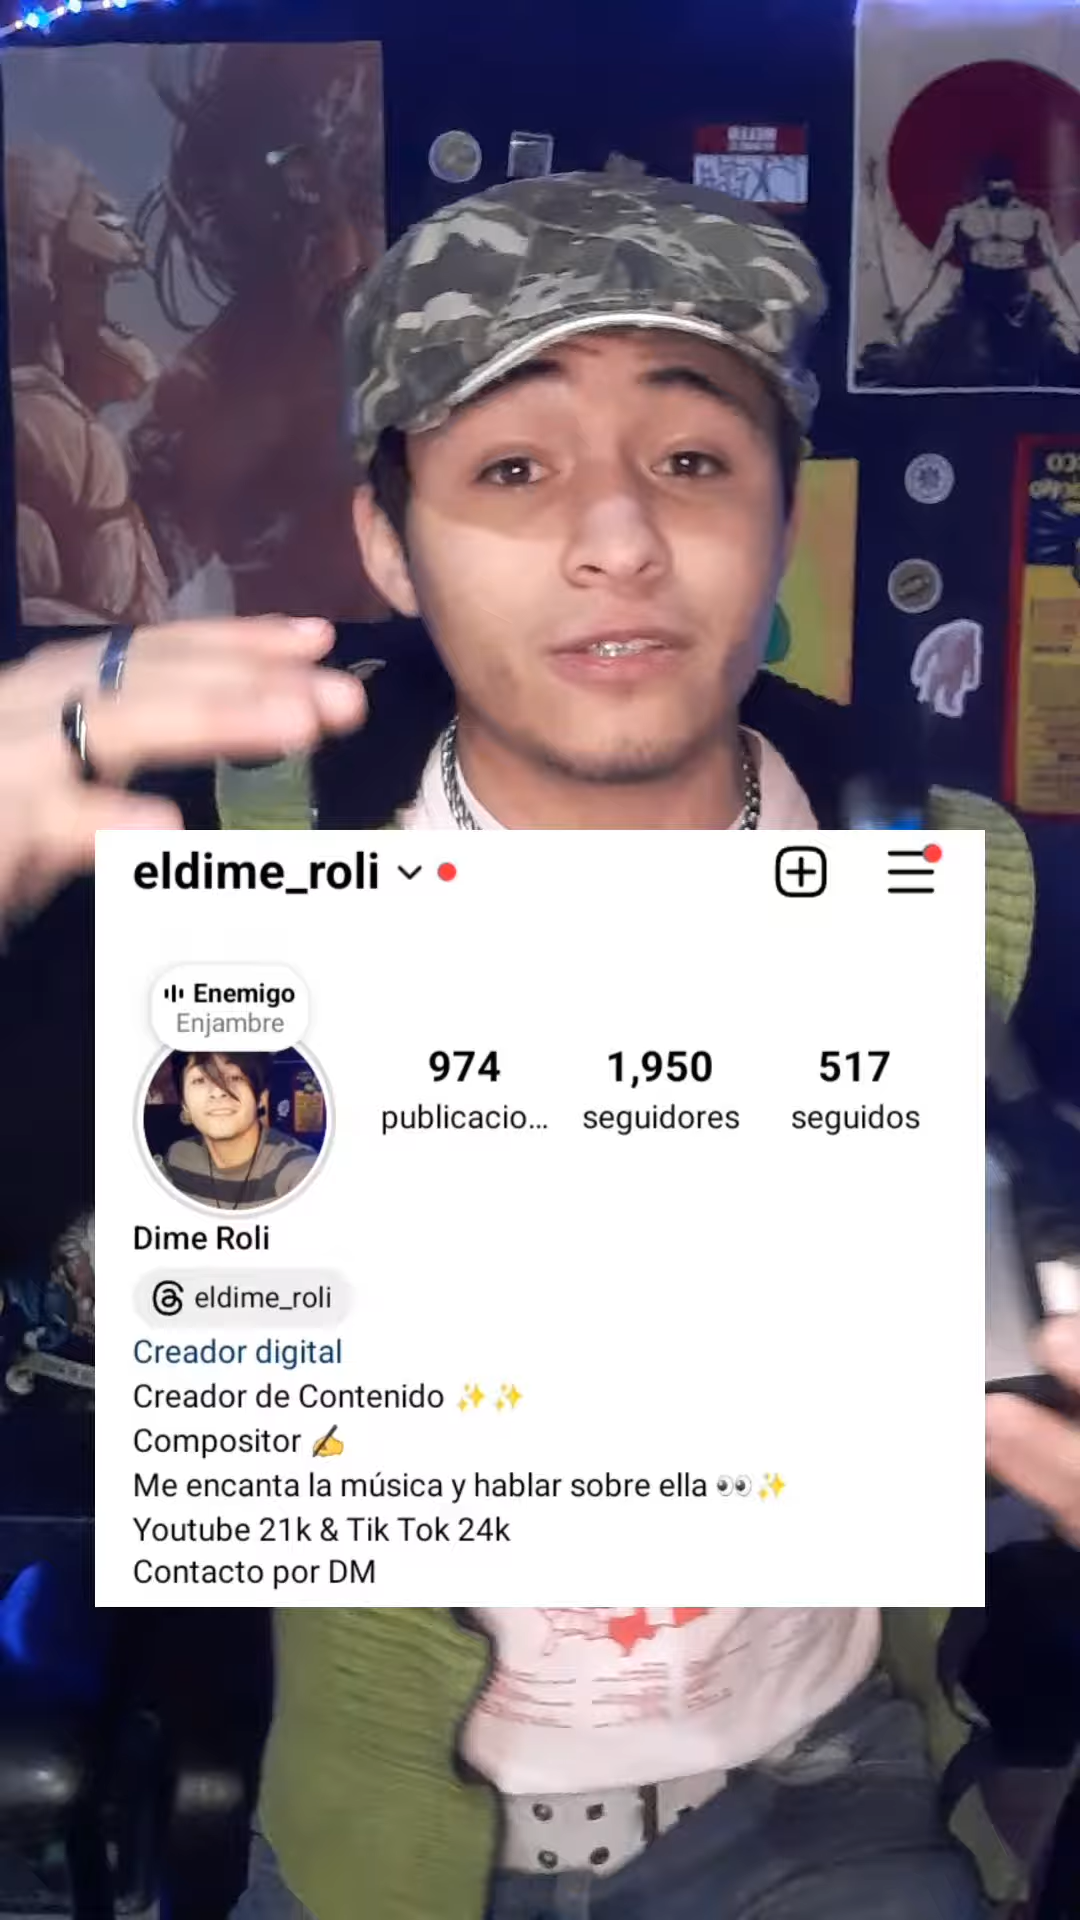 eldime_roli
Enemigo
Enjambre
974
1,950
517
publicacio...
seguidores
seguidos
Dime Roli
eldime_roli
Creador digital
Creador de Contenido ✨✨
Compositor ✍️
Me encanta la música y hablar sobre ella 👀✨
Youtube 21k & Tik Tok 24k
Contacto por DM